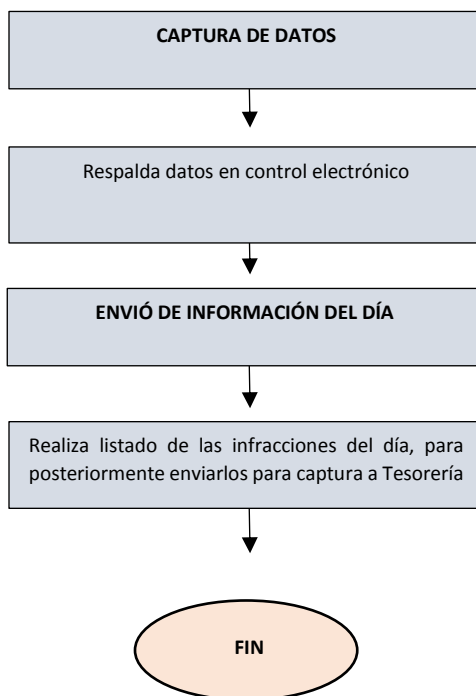 CAPTURA DE DATOS
Respalda datos en control electrónico
ENVIÓ DE INFORMACIÓN DEL DÍA
Realiza listado de las infracciones del día, para
posteriormente enviarlos para captura a Tesorería
FIN